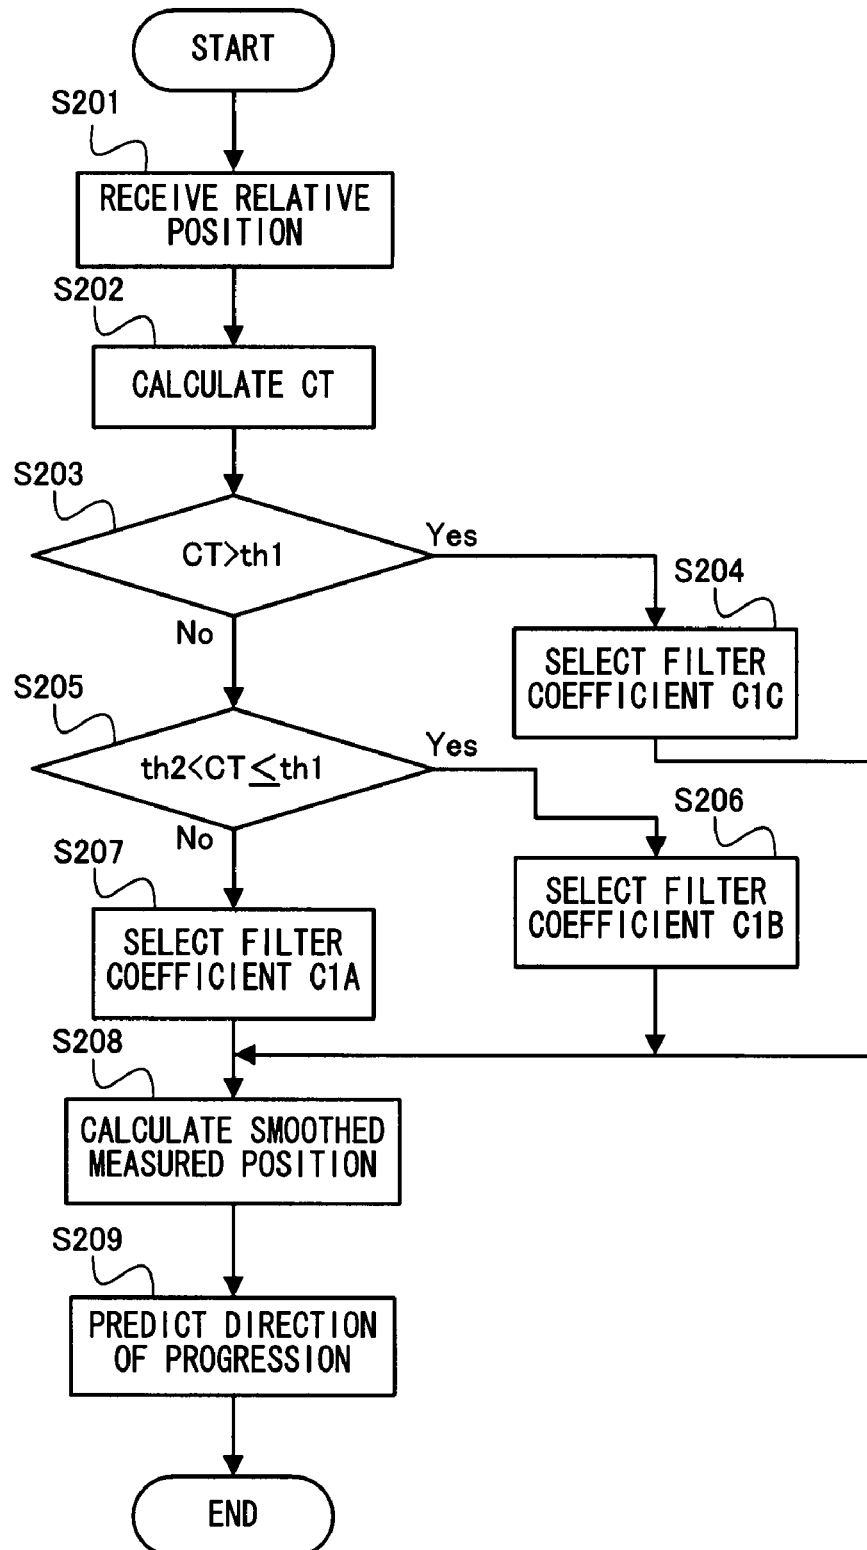 START
S201
RECEIVE RELATIVE
POSITION
S202
CALCULATE CT
S203
CT>th1
Yes
No
S204
SELECT FILTER
COEFFICIENT C1C
S205
th2<CT≤th1
Yes
No
S206
SELECT FILTER
COEFFICIENT C1B
S207
SELECT FILTER
COEFFICIENT C1A
S208
CALCULATE SMOOTHED
MEASURED POSITION
S209
PREDICT DIRECTION
OF PROGRESSION
END